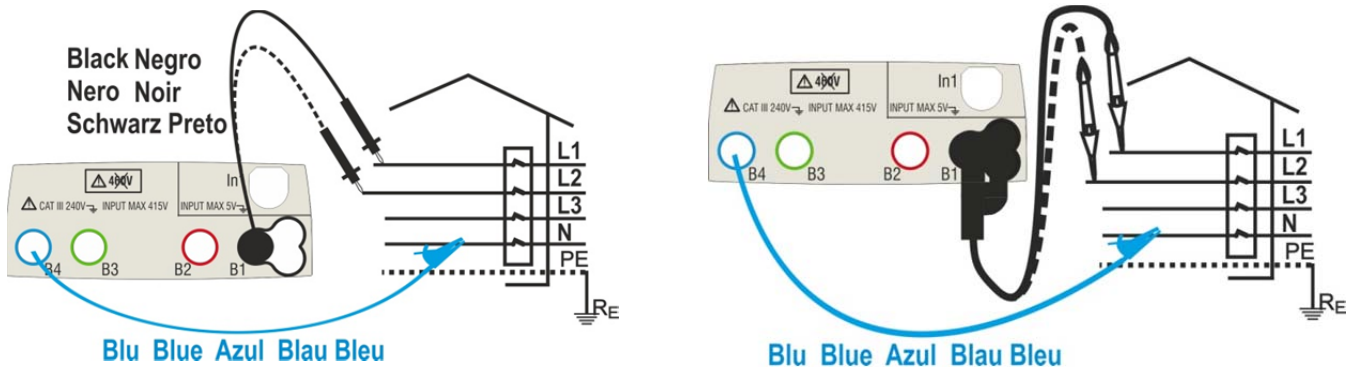 Black Negro
Nero Noir
Schwarz Preto
460V
In1
CAT III 240V INPUT MAX 415V
INPUT MAX 5V
B4
B3
B2
B1
L1
L2
L3
N
PE
RE
Blu Blue Azul Blau Bleu
460V
In1
CAT III 240V INPUT MAX 415V
INPUT MAX 5V
B4
B3
B2
B1
L1
L2
L3
N
PE
RE
Blu Blue Azul Blau Bleu